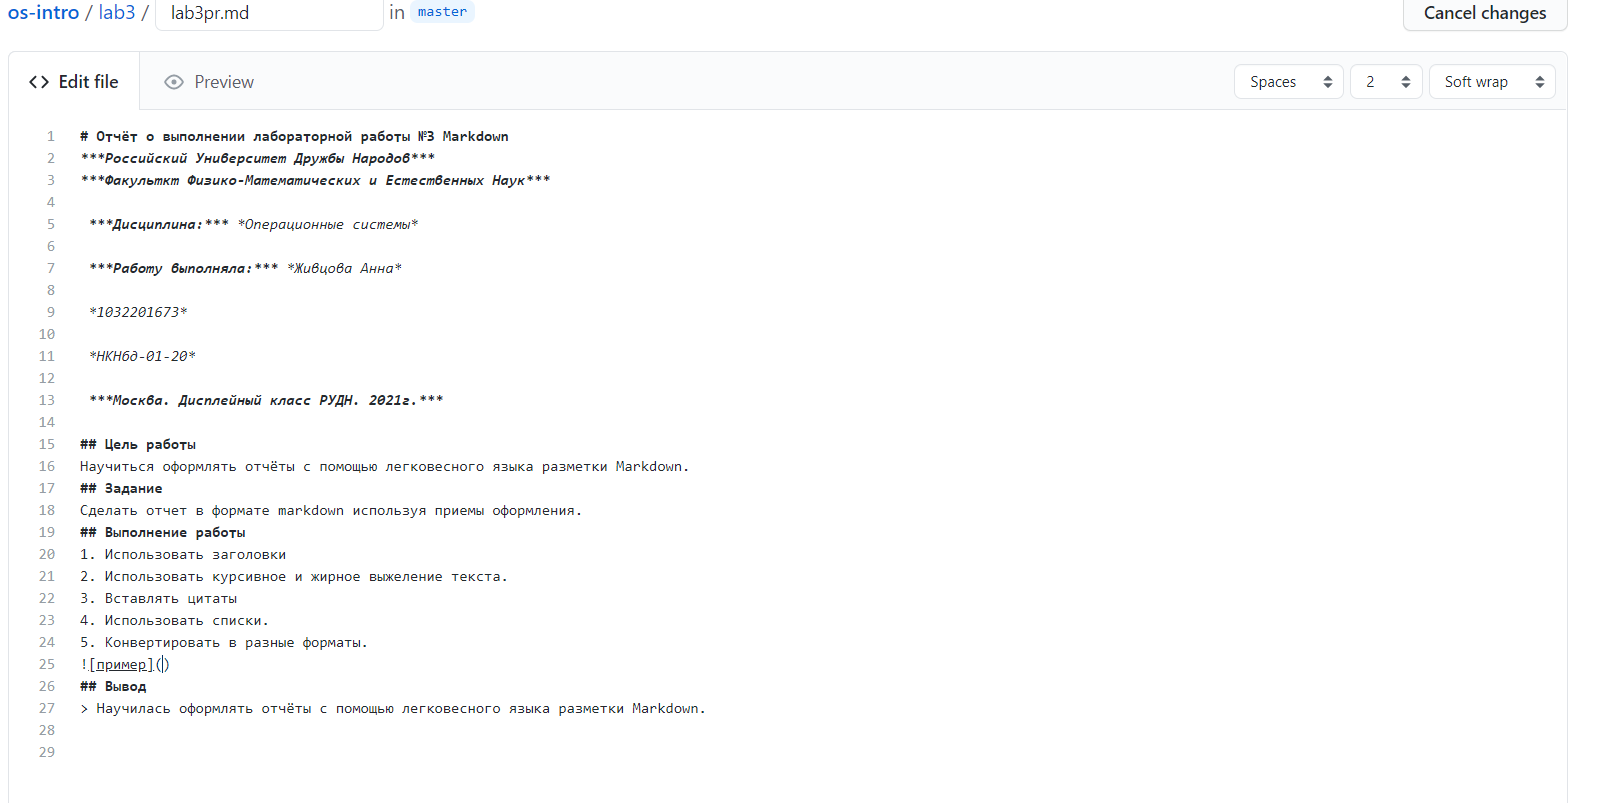 os-intro / lab3 / lab3pr.md in master Cancel changes
<> Edit file Preview Spaces 2 Soft wrap
1 # Отчёт о выполнении лабораторной работы №3 Markdown
2 ***Российский Университет Дружбы Народов***
3 ***Факульткт Физико-Математических и Естественных Наук***
4
5 ***Дисциплина:*** *Операционные системы*
6
7 ***Работу выполняла:*** *Живцова Анна*
8
9 *1032201673*
10
11 *НКНбд-01-20*
12
13 ***Москва. Дисплейный класс РУДН. 2021г.***
14
15 ## Цель работы
16 Научиться оформлять отчёты с помощью легковесного языка разметки Markdown.
17 ## Задание
18 Сделать отчет в формате markdown используя приемы оформления.
19 ## Выполнение работы
20 1. Использовать заголовки
21 2. Использовать курсивное и жирное выжеление текста.
22 3. Вставлять цитаты
23 4. Использовать списки.
24 5. Конвертировать в разные форматы.
25 ![пример]()
26 ## Вывод
27 > Научилась оформлять отчёты с помощью легковесного языка разметки Markdown.
28
29